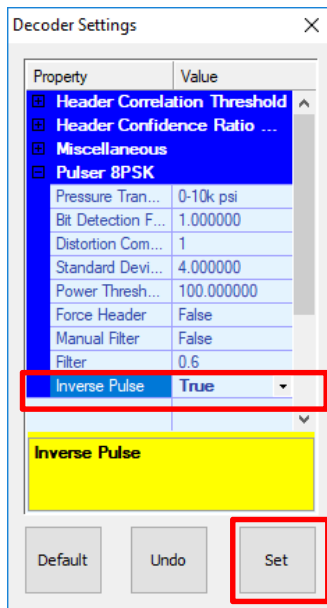 Decoder Settings
Property Value
Header Correlation Threshold
Header Confidence Ratio ...
Miscellaneous
Pulser 8PSK
Pressure Tran... 0-10k psi
Bit Detection F... 1.000000
Distortion Com... 1
Standard Devi... 4.000000
Power Thresh... 100.000000
Force Header False
Manual Filter False
Filter 0.6
Inverse Pulse True
Inverse Pulse
Default Undo Set